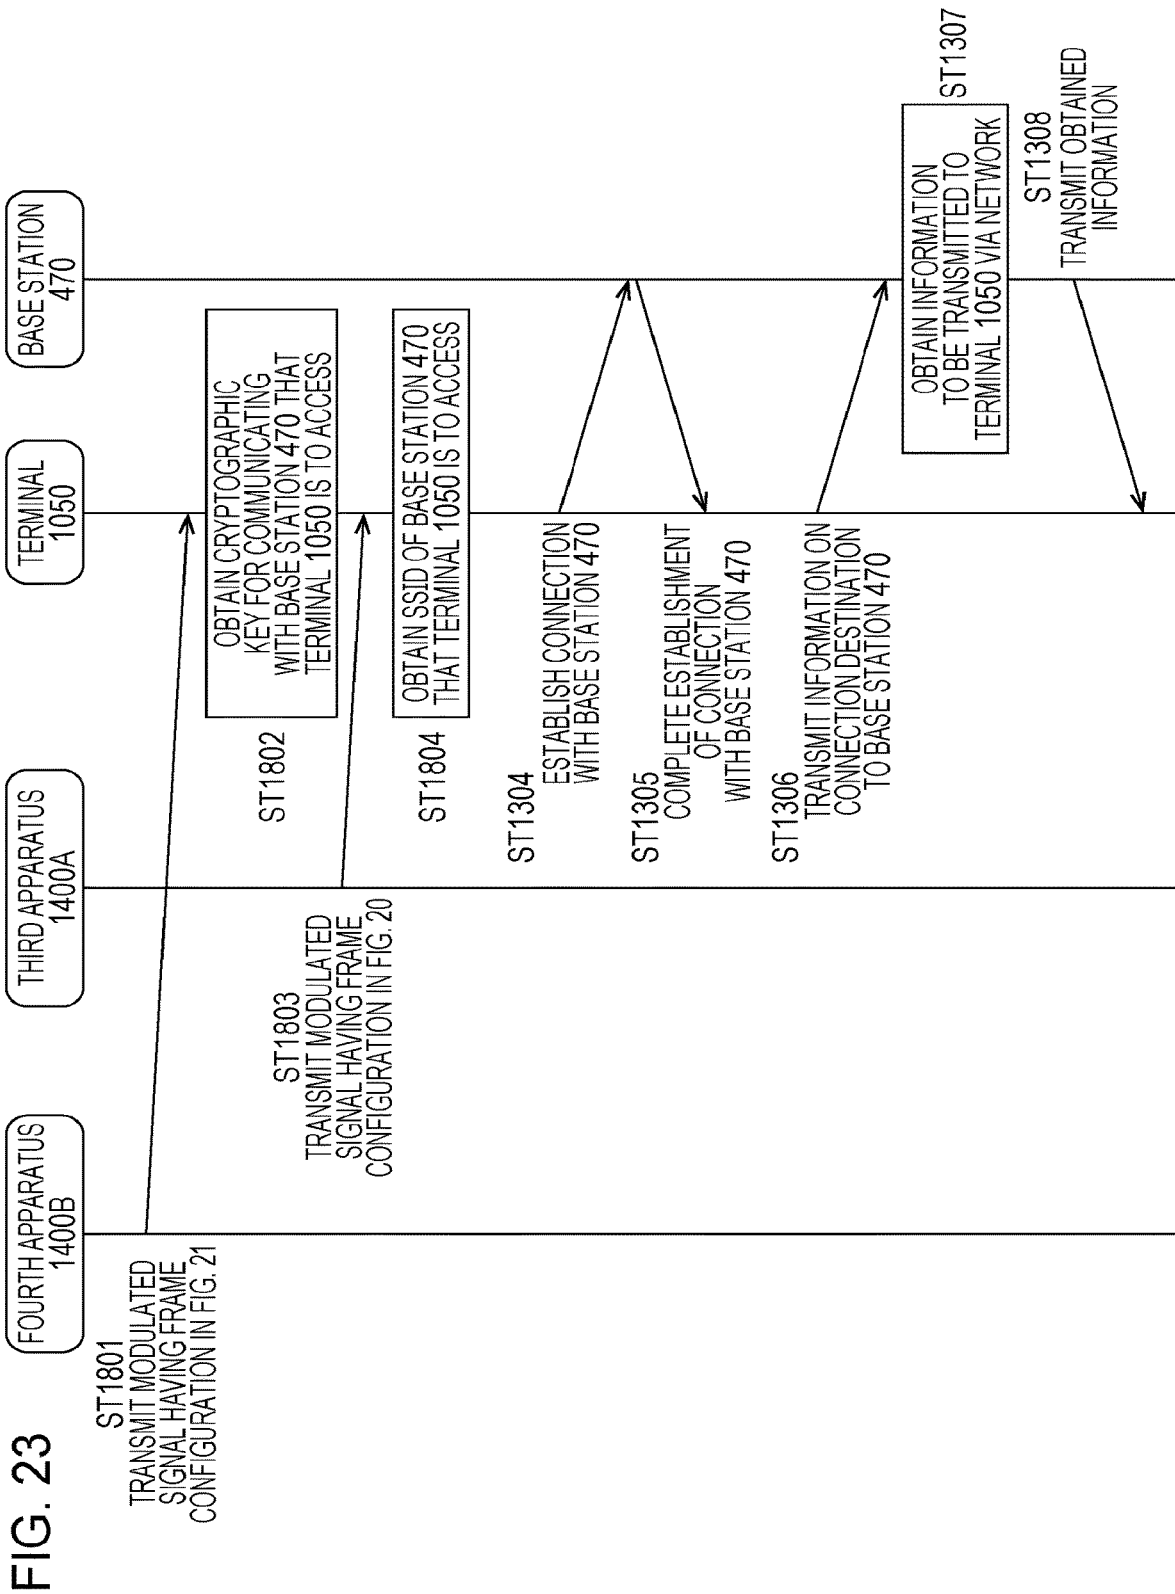 FIG. 23
FOURTH APPARATUS
1400B
THIRD APPARATUS
1400A
TERMINAL
1050
BASE STATION
470
ST1801
TRANSMIT MODULATED
SIGNAL HAVING FRAME
CONFIGURATION IN FIG. 21
ST1802
OBTAIN CRYPTOGRAPHIC
KEY FOR COMMUNICATING
WITH BASE STATION 470 THAT
TERMINAL 1050 IS TO ACCESS
ST1803
TRANSMIT MODULATED
SIGNAL HAVING FRAME
CONFIGURATION IN FIG. 20
ST1804
OBTAIN SSID OF BASE STATION 470
THAT TERMINAL 1050 IS TO ACCESS
ST1304
ESTABLISH CONNECTION
WITH BASE STATION 470
ST1305
COMPLETE ESTABLISHMENT
OF CONNECTION
WITH BASE STATION 470
ST1306
TRANSMIT INFORMATION ON
CONNECTION DESTINATION
TO BASE STATION 470
ST1307
OBTAIN INFORMATION
TO BE TRANSMITTED TO
TERMINAL 1050 VIA NETWORK
ST1308
TRANSMIT OBTAINED
INFORMATION